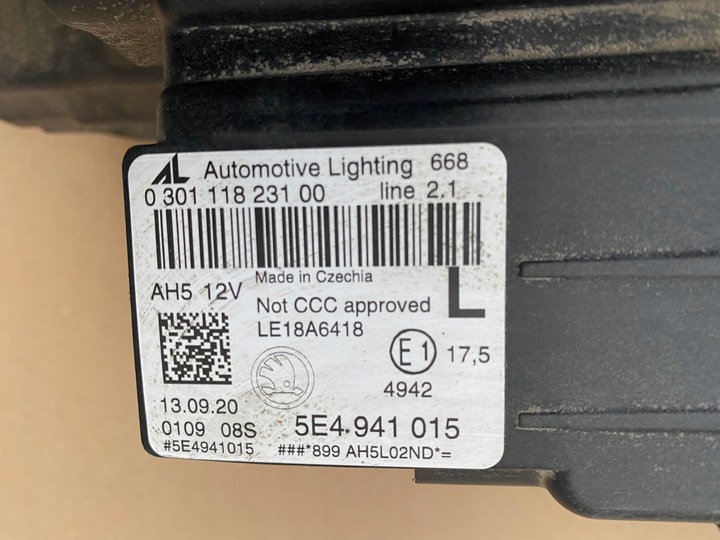 AL Automotive Lighting 668
0 301 118 231 00 line 2.1
Made in Czechia
AH5 12V
Not CCC approved
L
LE18A6418
E1 17,5
4942
13.09.20
0109 08S
5E4.941 015
#5E4941015 ###*899 AH5L02ND*=